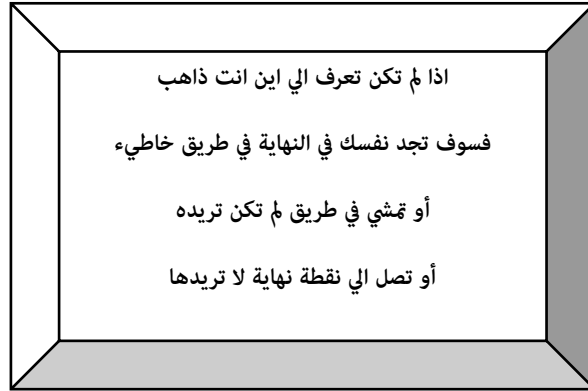 اذا لم تكن تعرف الي اين انت ذاهب
فسوف تجد نفسك في النهاية في طريق خاطيء
أو تمشي في طريق لم تكن تريده
أو تصل الي نقطة نهاية لا تريدها